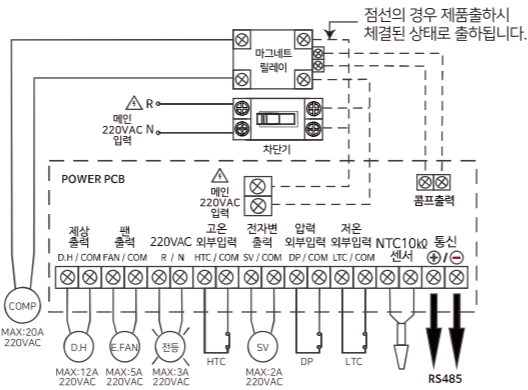 점선의 경우 제품출하시
체결된 상태로 출하됩니다.
마그네트
릴레이
R
메인
220VAC N
입력
차단기
POWER PCB
메인
220VAC
입력
콤프출력
제상
출력
팬
출력
220VAC
고온
외부입력
전자변
출력
압력
외부입력
저온
외부입력
NTC10kΩ
센서
통신
⊕/⊖
D.H / COM
FAN / COM
R / N
HTC / COM
SV / COM
DP / COM
LTC / COM
COMP
MAX:20A
220VAC
D.H
MAX:12A
220VAC
E.FAN
MAX:5A
220VAC
전등
MAX:3A
220VAC
HTC
SV
MAX:2A
220VAC
DP
LTC
RS485